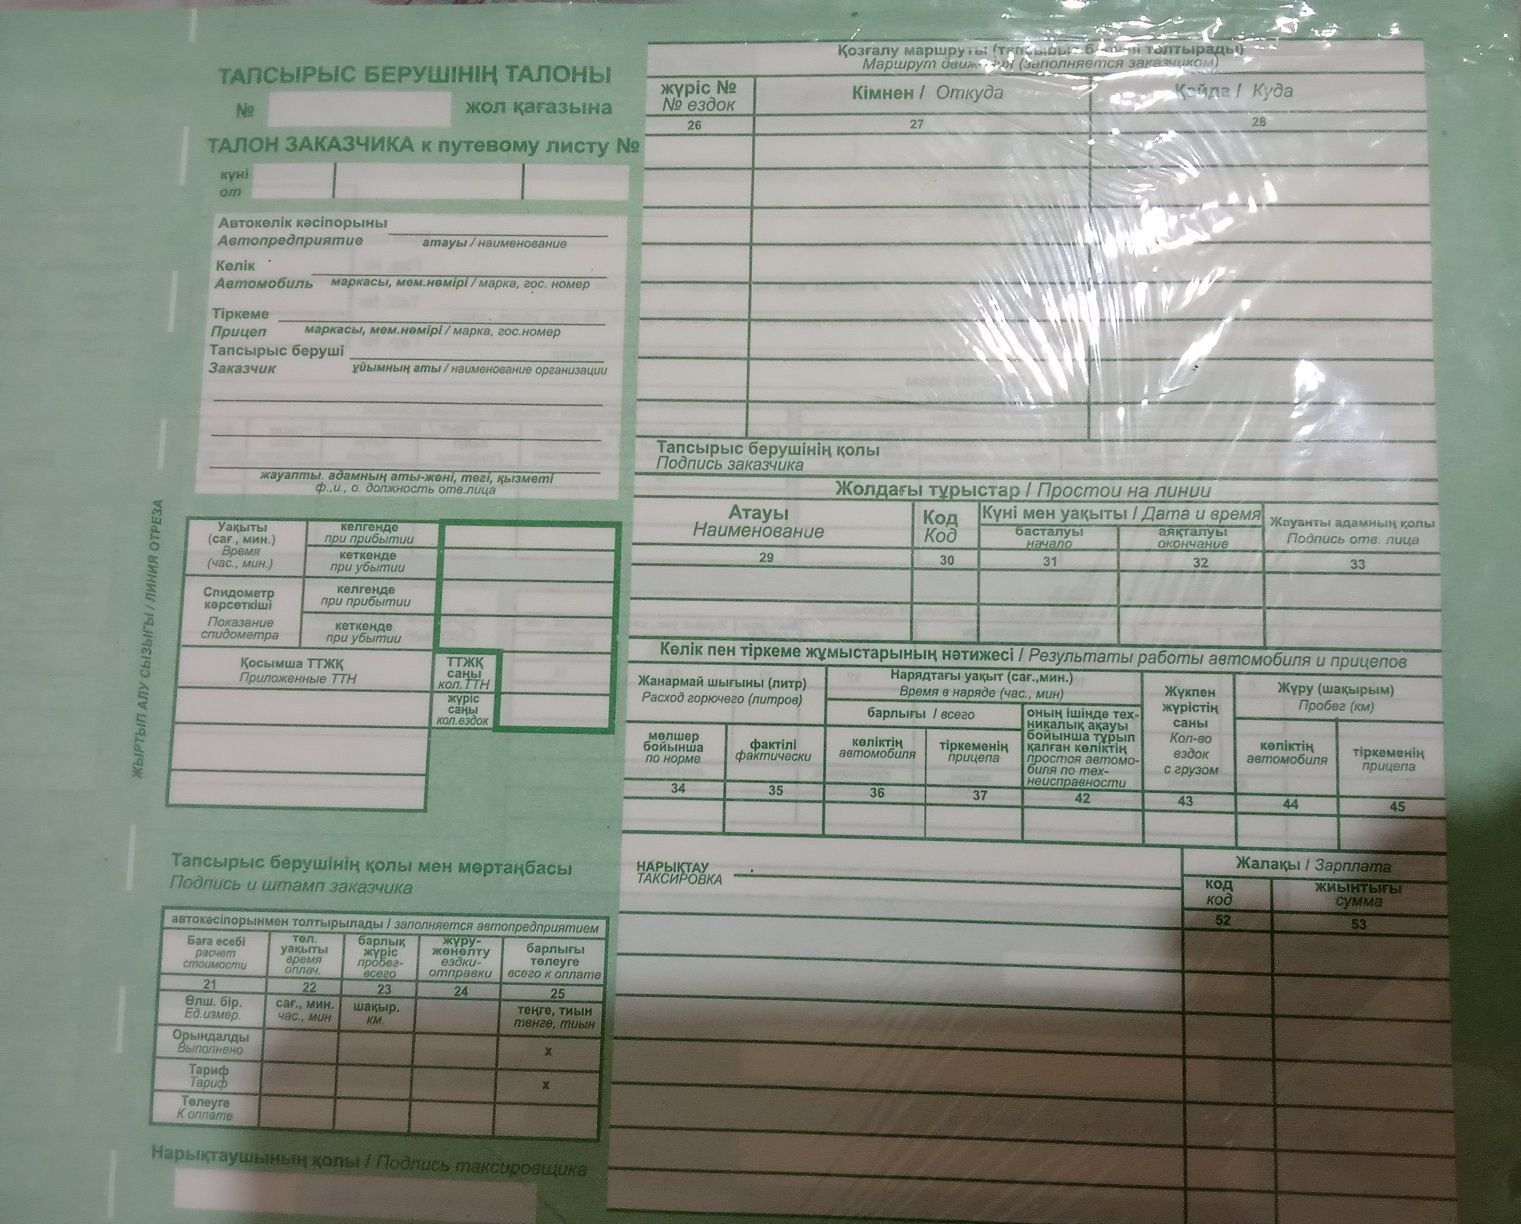 ТАПСЫРЫС БЕРУШІНІҢ ТАЛОНЫ
№ жол қағазына
ТАЛОН ЗАКАЗЧИКА к путевому листу №
күні
от
Автокөлік кәсіпорыны
Автопредприятие атауы / наименование
Көлік
Автомобиль маркасы, мем.нөмірі / марка, гос. номер
Тіркеме
Прицеп маркасы, мем.нөмірі / марка, гос.номер
Тапсырыс беруші
Заказчик ұйымның аты / наименование организации
жауапты. адамның аты-жөні, тегі, қызметі
ф.,и., о. должность отв.лица
ЖЫРТЫП АЛУ СЫЗЫҒЫ / ЛИНИЯ ОТРЕЗА
Уақыты
(сағ., мин.)
Время
(час., мин.)
келгенде
при прибытии
кеткенде
при убытии
Спидометр
көрсеткіші
Показание
спидометра
келгенде
при прибытии
кеткенде
при убытии
Қосымша ТТЖҚ
Приложенные ТТН
ТТЖҚ
саны
кол.ТТН
жүріс
саны
кол.ездок
Тапсырыс берушінің қолы мен мөртаңбасы
Подпись и штамп заказчика
автокәсіпорынмен толтырылады / заполняется автопредприятием
Баға есебі
расчет
стоимости
төл.
уақыты
время
оплач.
барлық
жүріс
пробег-
всего
жүру-
жөнелту
ездки-
отправки
барлығы
төлеуге
всего к оплате
21 22 23 24 25
Өлш. бір.
Ед.измер.
сағ., мин.
час., мин
шақыр.
км.
теңге, тиын
тенге, тиын
Орындалды
Выполнено х
Тариф
Тариф х
Төлеуге
К оплате
Нарықтаушының қолы / Подпись таксировщика
Қозғалу маршруты (тапсырыс беруші толтырады)
Маршрут движения (заполняется заказчиком)
жүріс №
№ ездок
Кімнен / Откуда
Қайда / Куда
26 27 28
Тапсырыс берушінің қолы
Подпись заказчика
Жолдағы тұрыстар / Простои на линии
Атауы
Наименование
Код
Код
Күні мен уақыты / Дата и время
басталуы
начало
аяқталуы
окончание
Жауанты адамның қолы
Подпись отв. лица
29 30 31 32 33
Көлік пен тіркеме жұмыстарының нәтижесі / Результаты работы автомобиля и прицепов
Жанармай шығыны (литр)
Расход горючего (литров)
Нарядтағы уақыт (сағ.,мин.)
Время в наряде (час., мин)
барлығы / всего
мөлшер
бойынша
по норме
фактілі
фактически
көліктің
автомобиля
тіркеменің
прицепа
оның ішінде тех-
никалық ақауы
бойынша тұрып
қалған көліктің
простоя автомо-
биля по тех-
неисправности
Жүкпен
жүрістің
саны
Кол-во
ездок
с грузом
Жүру (шақырым)
Пробег (км)
көліктің
автомобиля
тіркеменің
прицепа
34 35 36 37 42 43 44 45
НАРЫҚТАУ
ТАКСИРОВКА
Жалақы / Зарплата
код
код
жиынтығы
сумма
52 53